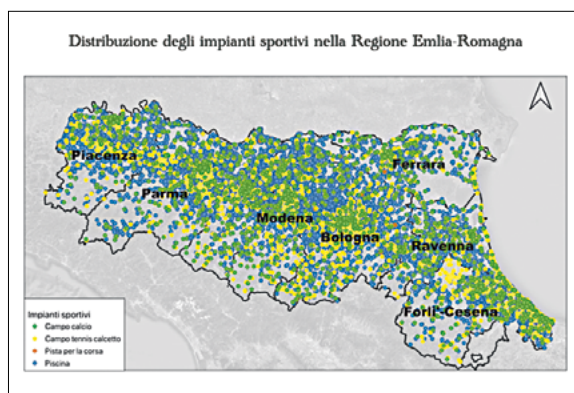 Distribuzione degli impianti sportivi nella Regione Emlia-Romagna
Piacenza
Parma
Ferrara
Modena
Bologna
Ravenna
Forli'-Cesena
Impianti sportivi
Campo calcio
Campo tennis calcetto
Pista per la corsa
Piscina